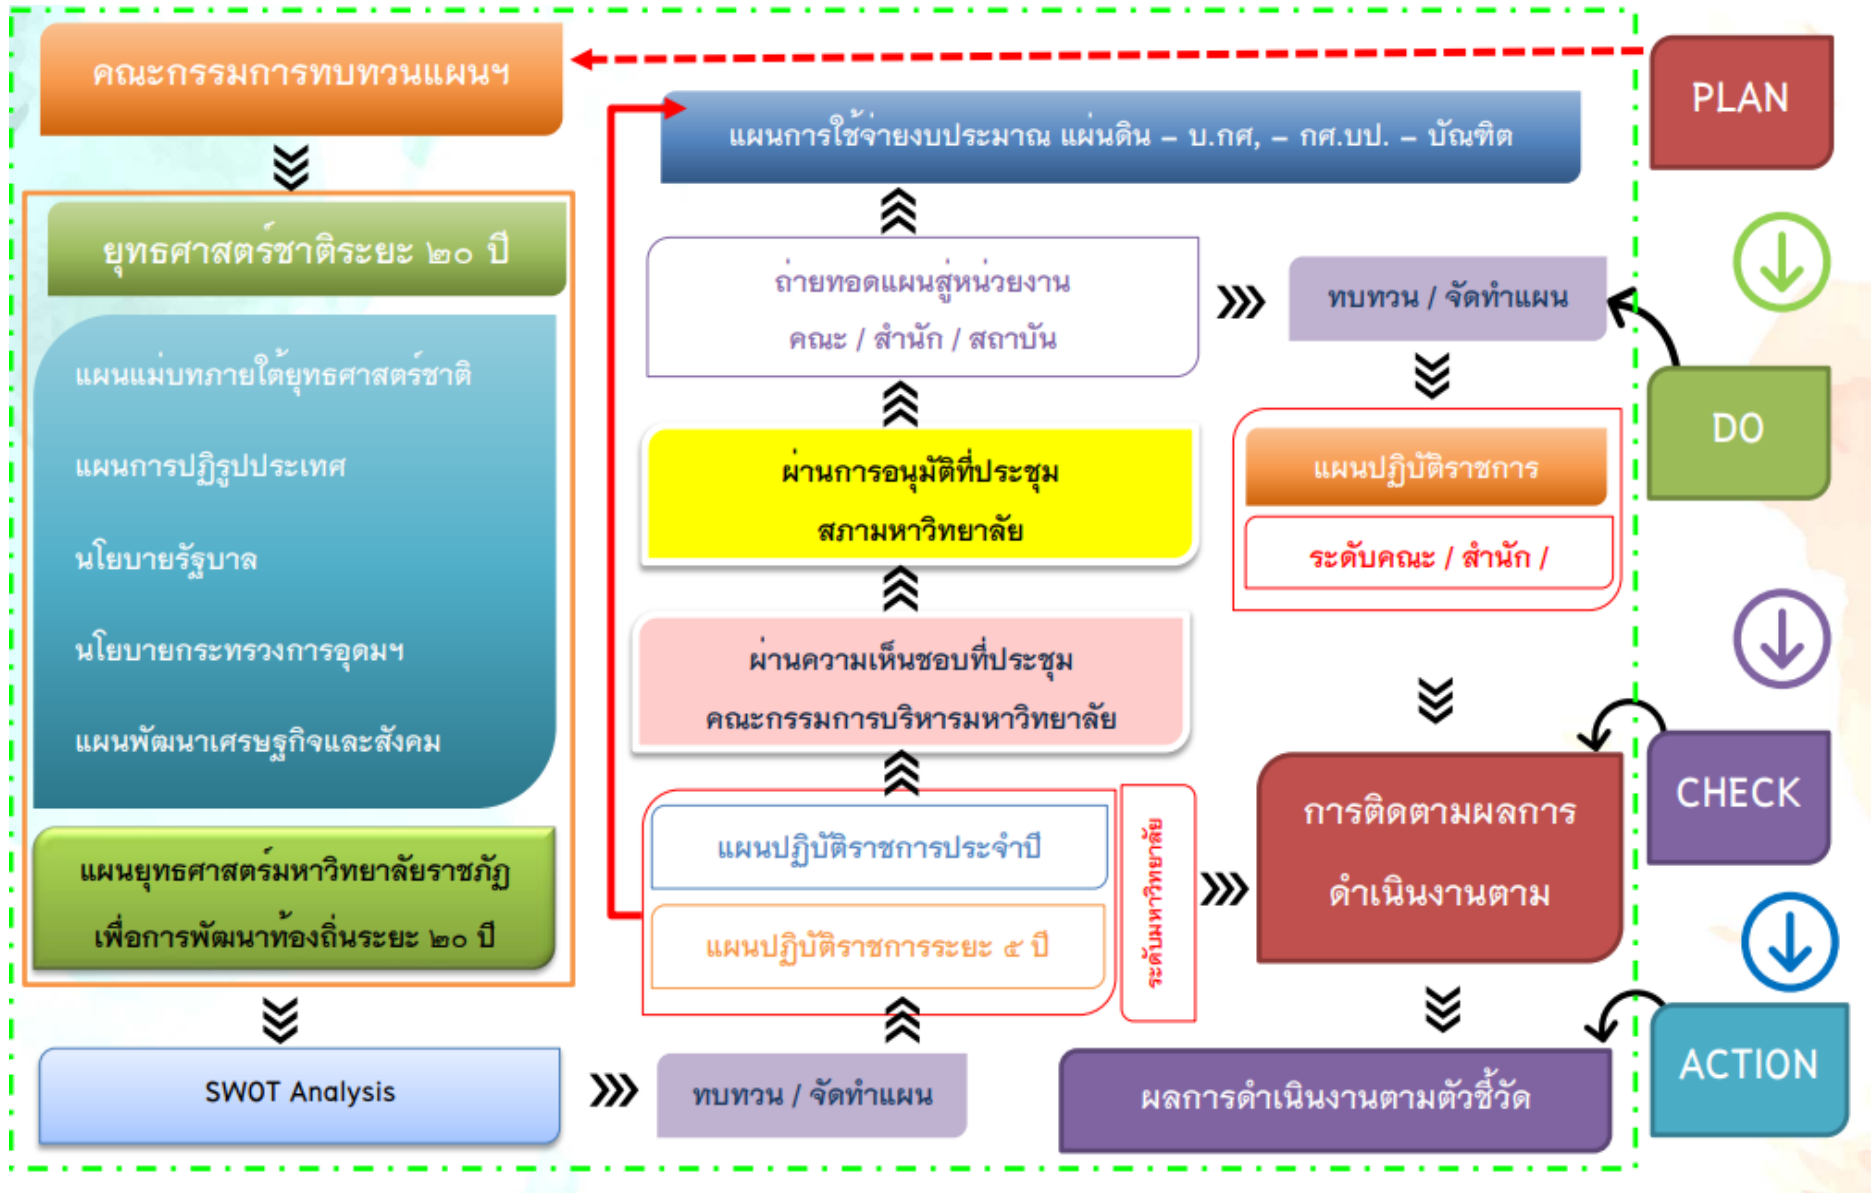 คณะกรรมการทบทวนแผนฯ
ยุทธศาสตร์ชาติระยะ ๒๐ ปี
แผนแม่บทภายใต้ยุทธศาสตร์ชาติ
แผนการปฏิรูปประเทศ
นโยบายรัฐบาล
นโยบายกระทรวงการอุดมฯ
แผนพัฒนาเศรษฐกิจและสังคม
แผนยุทธศาสตร์มหาวิทยาลัยราชภัฏ
เพื่อการพัฒนาท้องถิ่นระยะ ๒๐ ปี
SWOT Analysis
ทบทวน / จัดทำแผน
แผนปฏิบัติราชการประจำปี
แผนปฏิบัติราชการระยะ ๕ ปี
ระดับมหาวิทยาลัย
ผ่านความเห็นชอบที่ประชุม
คณะกรรมการบริหารมหาวิทยาลัย
ผ่านการอนุมัติที่ประชุม
สภามหาวิทยาลัย
ถ่ายทอดแผนสู่หน่วยงาน
คณะ / สำนัก / สถาบัน
แผนการใช้จ่ายงบประมาณ แผ่นดิน – บ.กศ, – กศ.บป. – บัณฑิต
ทบทวน / จัดทำแผน
แผนปฏิบัติราชการ
ระดับคณะ / สำนัก /
การติดตามผลการ
ดำเนินงานตาม
ผลการดำเนินงานตามตัวชี้วัด
PLAN
DO
CHECK
ACTION